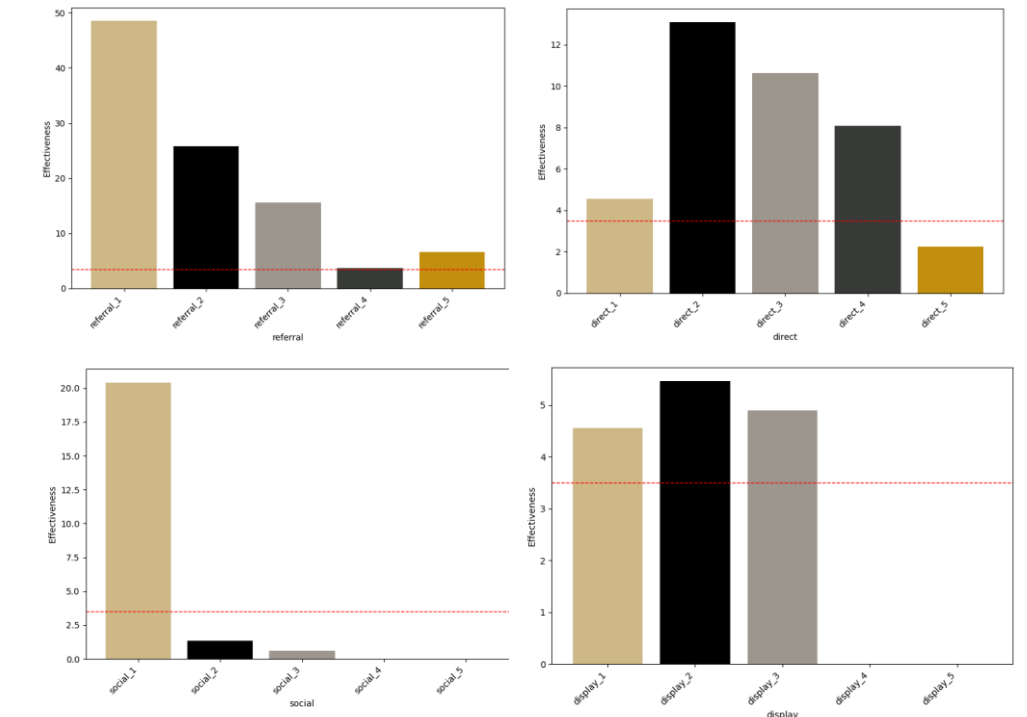 50
40
30
20
10
0
Effectiveness
referral_1
referral_2
referral_3
referral_4
referral_5
referral
12
10
8
6
4
2
0
Effectiveness
direct_1
direct_2
direct_3
direct_4
direct_5
direct
20.0
17.5
15.0
12.5
10.0
7.5
5.0
2.5
0.0
Effectiveness
social_1
social_2
social_3
social_4
social_5
social
5
4
3
2
1
0
Effectiveness
display_1
display_2
display_3
display_4
display_5
display